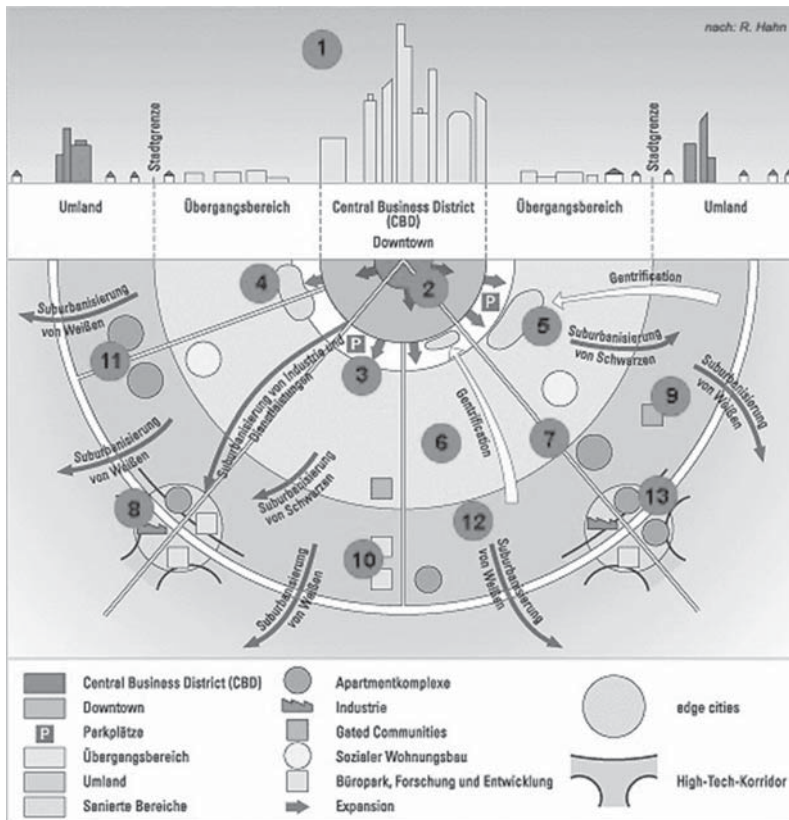 nach: R. Hahn
1
Stadtgrenze
Stadtgrenze
Umland
Übergangsbereich
Central Business District
(CBD)
Downtown
Übergangsbereich
Umland
4
2
Gentrification
Suburbanisierung
von Weißen
P
5
11
P
Suburbanisierung
von Schwarzen
3
Suburbanisierung von Industrie und
Dienstleistungen
Suburbanisierung
von Weißen
9
Gentrification
6
7
Suburbanisierung
von Weißen
Suburbanisierung
von Schwarzen
8
13
12
10
Suburbanisierung
von Weißen
Suburbanisierung
von Weißen
Central Business District (CBD)
Downtown
P Parkplätze
Übergangsbereich
Umland
Sanierte Bereiche
Apartmentkomplexe
Industrie
Gated Communities
Sozialer Wohnungsbau
Büropark, Forschung und Entwicklung
Expansion
edge cities
High-Tech-Korridor